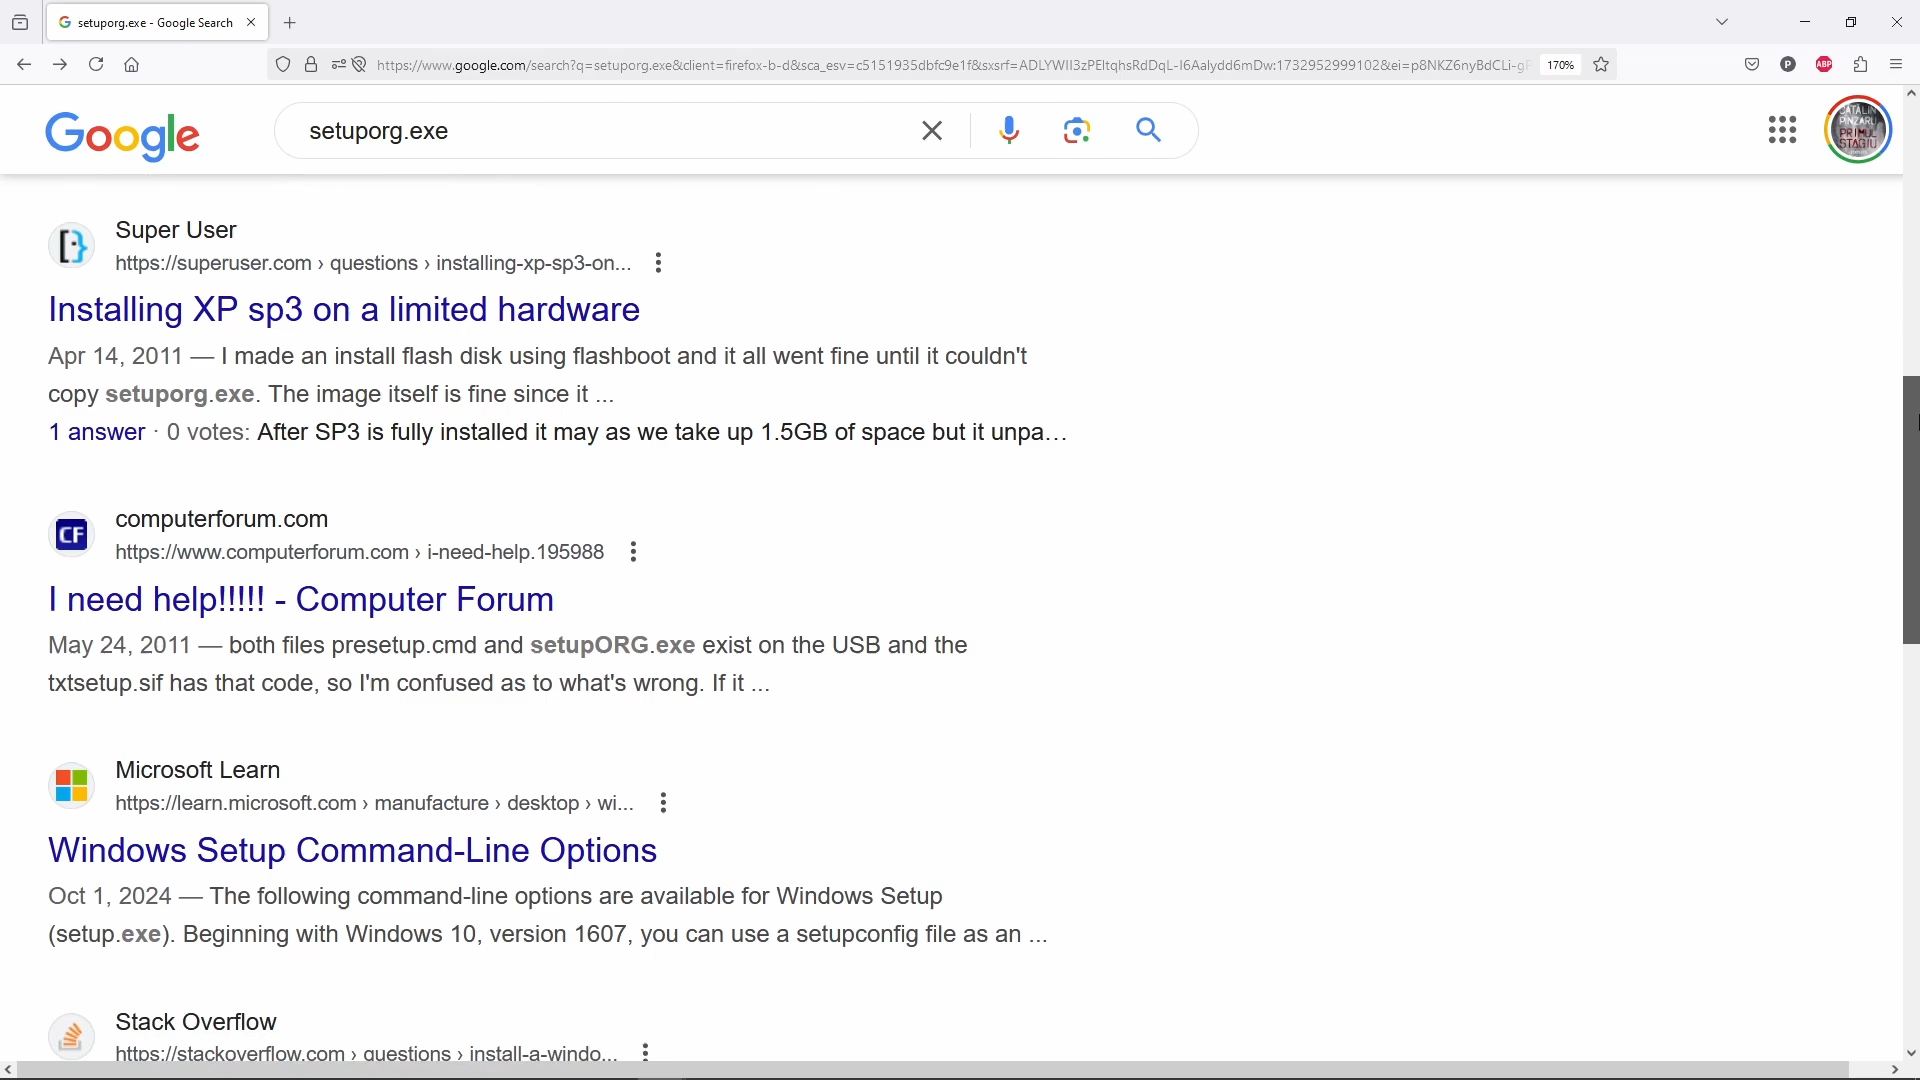 setuporg.exe - Google Search
https://www.google.com/search?q=setuporg.exe&client=firefox-b-d&sca_esv=c5151935dbfc9e1f&sxsrf=ADLYWII3zPEItqhsRdDqL-I6Aalydd6mDw:1732952999102&ei=p8NKZ6nyBdCLi-gP
170%
P
ABP
Google
setuporg.exe
CATALIN
PINZARU
PRIMUL
STAGIU
Super User
https://superuser.com › questions › installing-xp-sp3-on...
Installing XP sp3 on a limited hardware
Apr 14, 2011 — I made an install flash disk using flashboot and it all went fine until it couldn't
copy setuporg.exe. The image itself is fine since it ...
1 answer · 0 votes: After SP3 is fully installed it may as we take up 1.5GB of space but it unpa…
CF
computerforum.com
https://www.computerforum.com › i-need-help.195988
I need help!!!!! - Computer Forum
May 24, 2011 — both files presetup.cmd and setupORG.exe exist on the USB and the
txtsetup.sif has that code, so I'm confused as to what's wrong. If it ...
Microsoft Learn
https://learn.microsoft.com › manufacture › desktop › wi...
Windows Setup Command-Line Options
Oct 1, 2024 — The following command-line options are available for Windows Setup
(setup.exe). Beginning with Windows 10, version 1607, you can use a setupconfig file as an ...
Stack Overflow
https://stackoverflow.com › questions › install-a-windo...